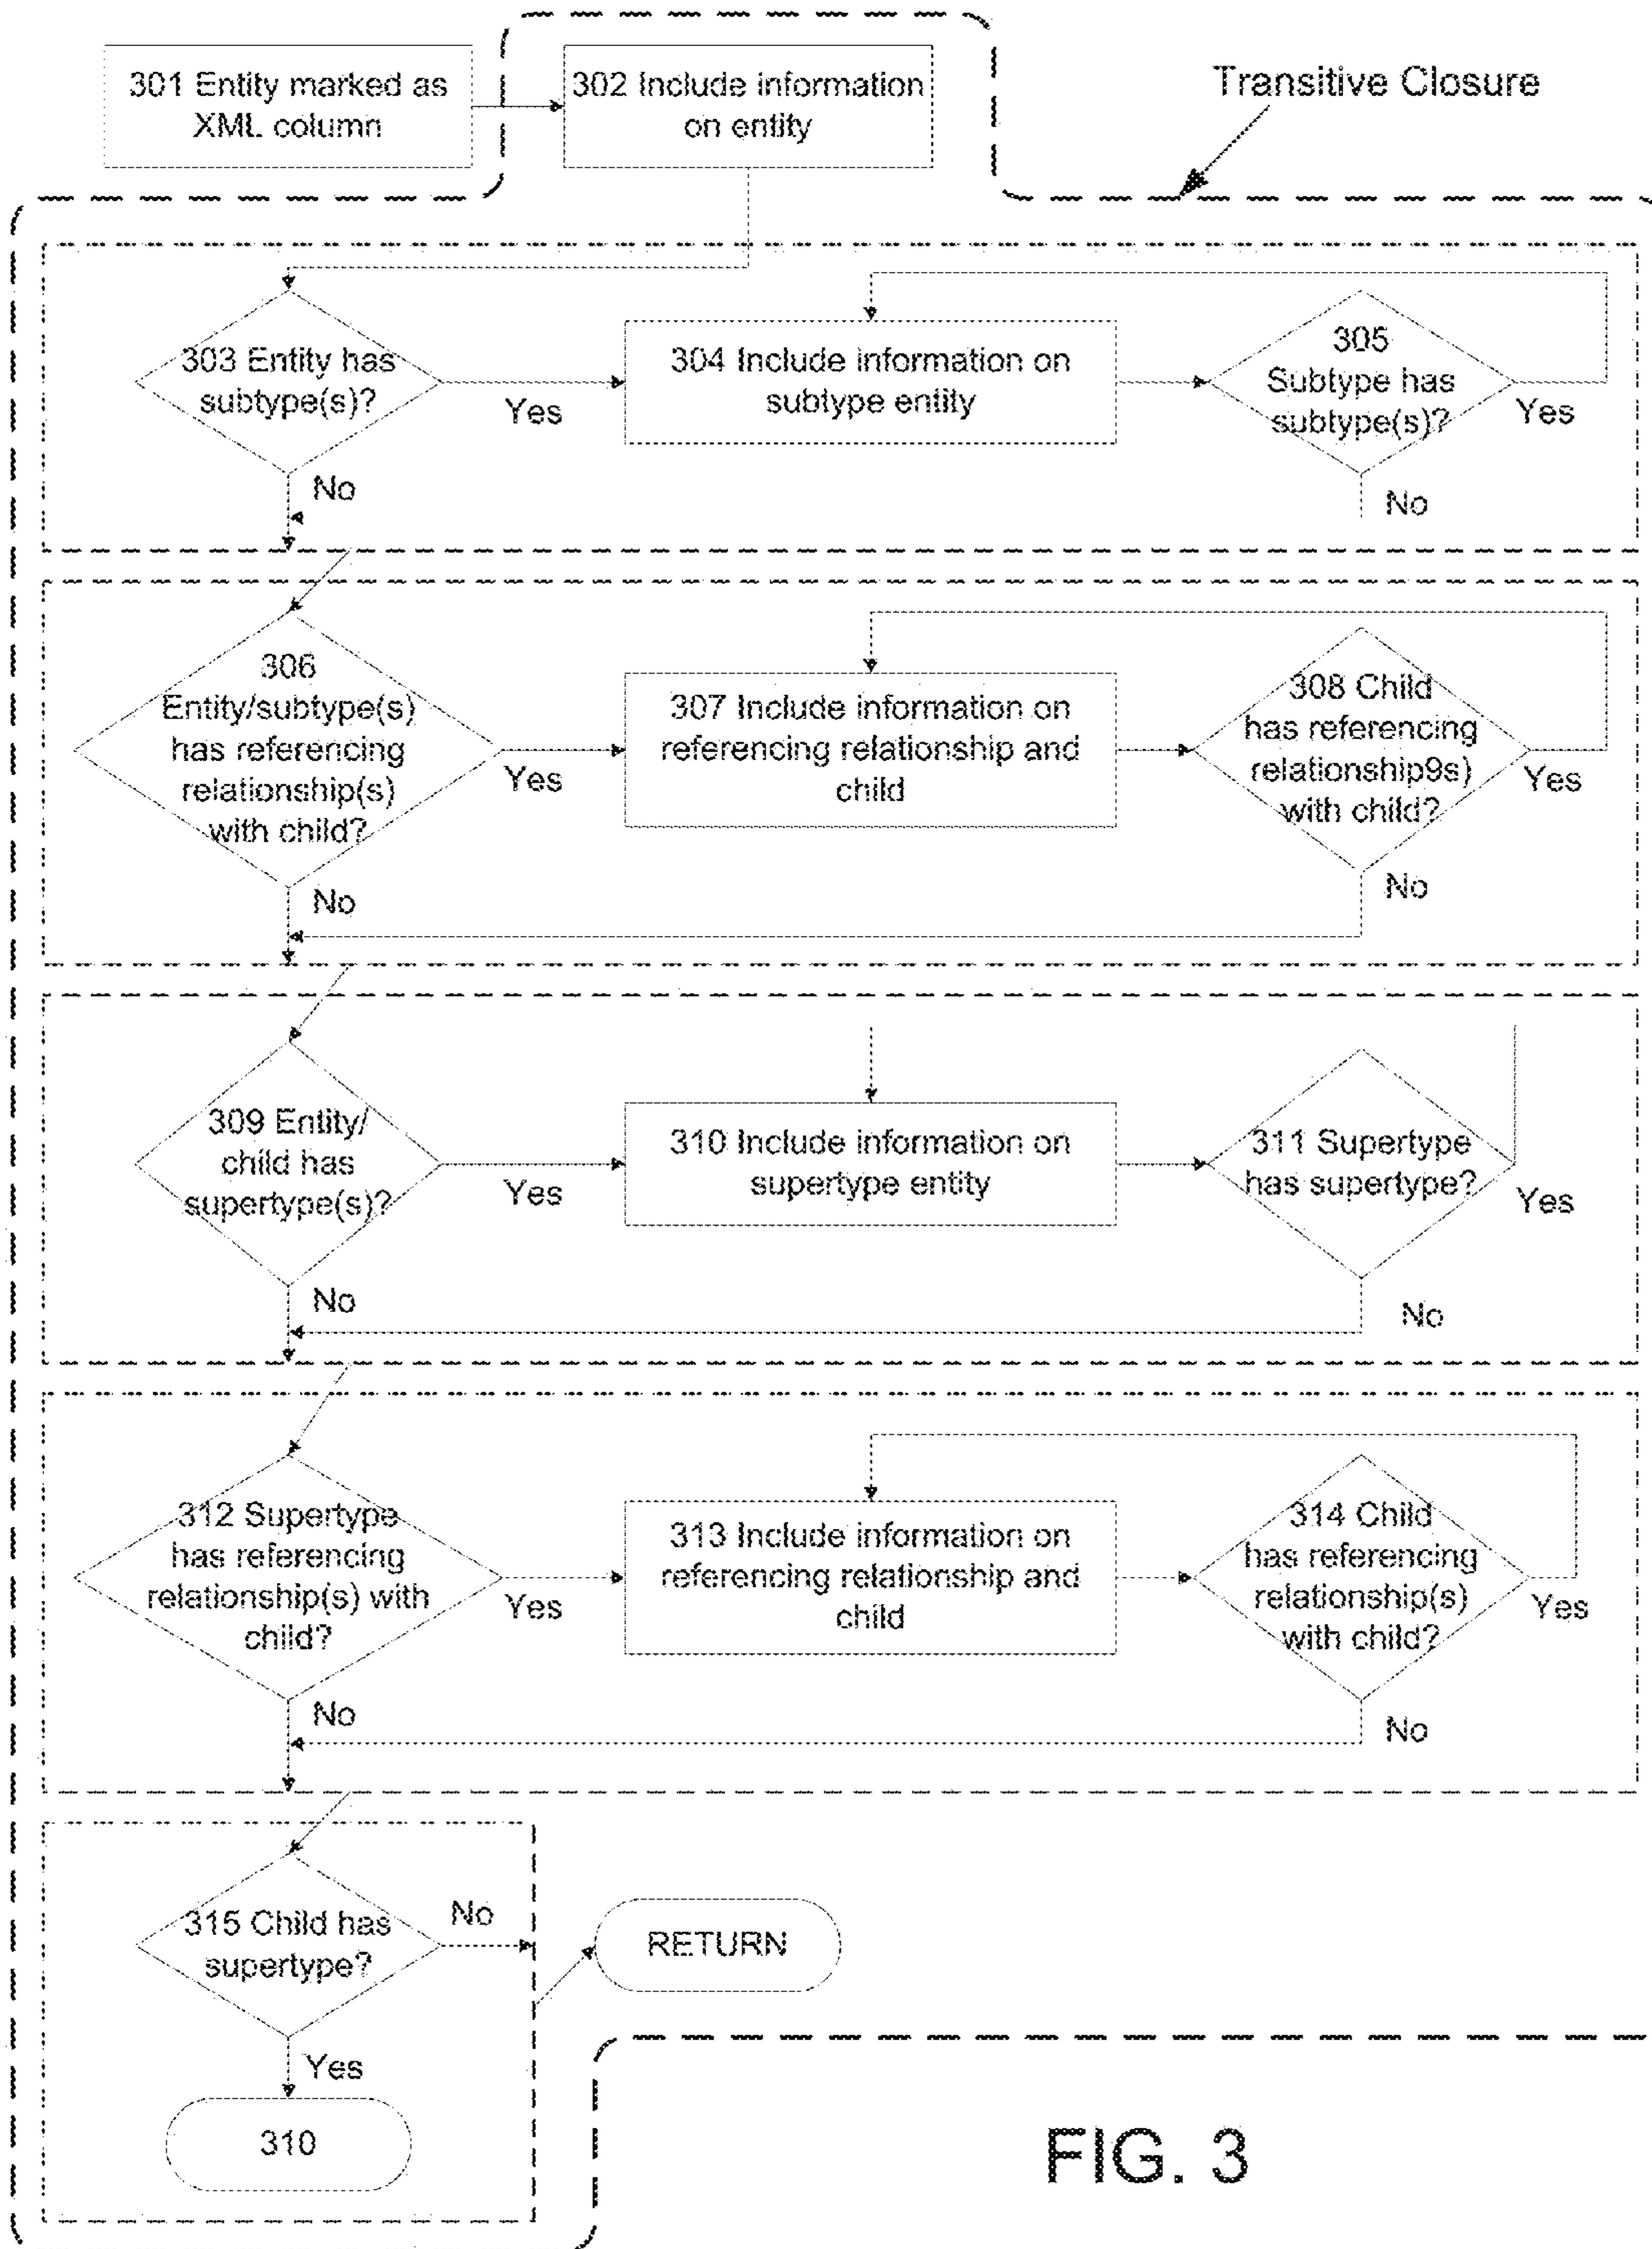 301 Entity marked as
XML column
302 Include information
on entity
Transitive Closure
303 Entity has
subtype(s)?
Yes
No
304 Include information on
subtype entity
305
Subtype has
subtype(s)?
Yes
No
306
Entity/subtype(s)
has referencing
relationship(s)
with child?
Yes
No
307 Include information on
referencing relationship and
child
308 Child
has referencing
relationship9s)
with child?
Yes
No
309 Entity/
child has
supertype(s)?
Yes
No
310 Include information on
supertype entity
311 Supertype
has supertype?
Yes
No
312 Supertype
has referencing
relationship(s) with
child?
Yes
No
313 Include information on
referencing relationship and
child
314 Child
has referencing
relationship(s)
with child?
Yes
No
315 Child has
supertype?
No
Yes
RETURN
310
FIG. 3